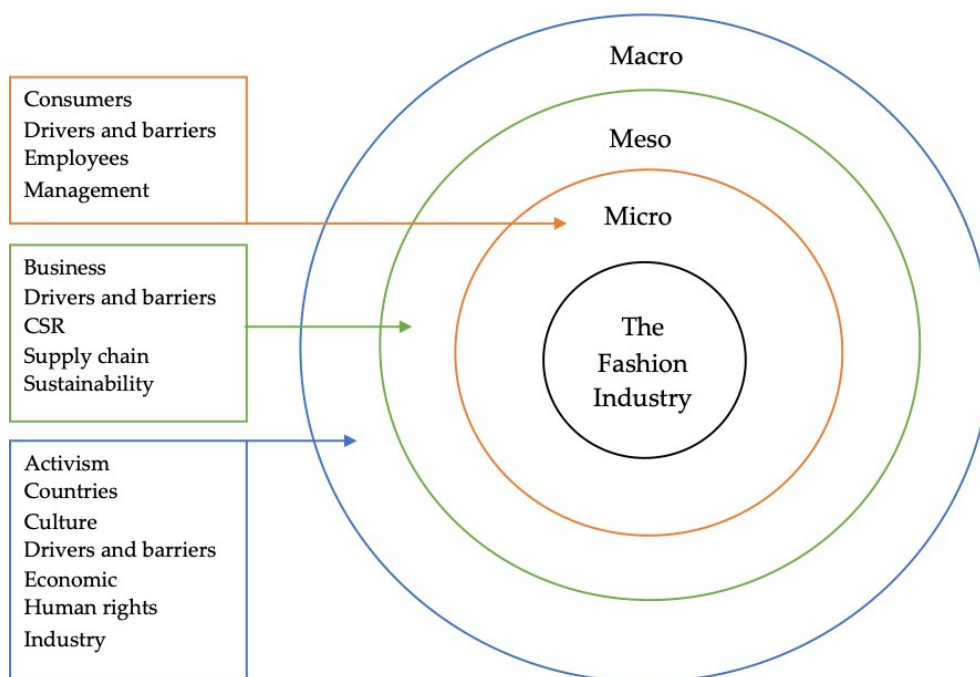 Consumers
Drivers and barriers
Employees
Management
Business
Drivers and barriers
CSR
Supply chain
Sustainability
Activism
Countries
Culture
Drivers and barriers
Economic
Human rights
Industry
Macro
Meso
Micro
The
Fashion
Industry